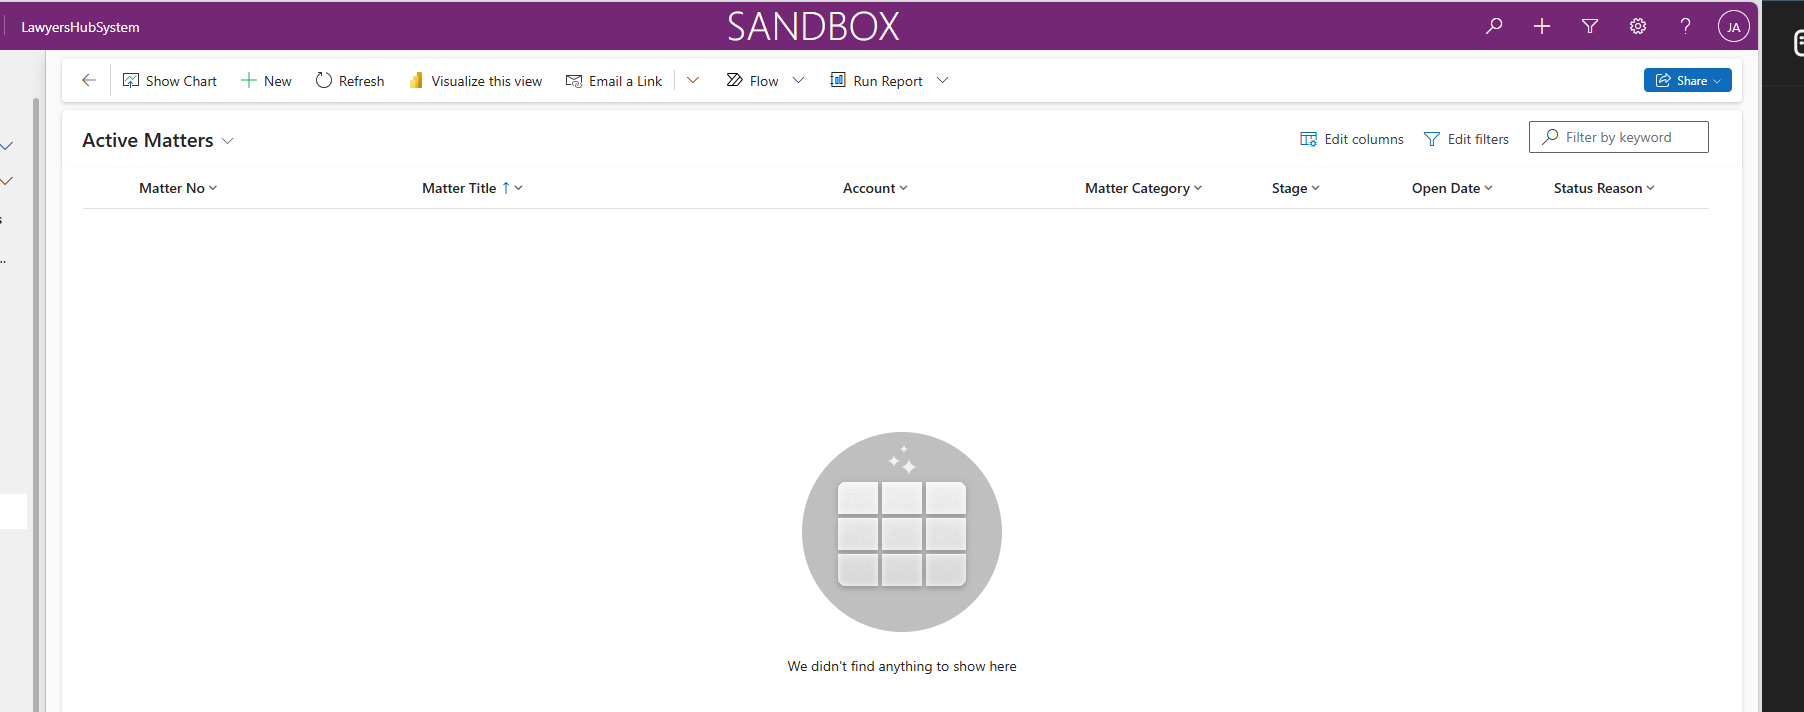 LawyersHubSystem
SANDBOX
JA
Show Chart
New
Refresh
Visualize this view
Email a Link
Flow
Run Report
Share
Active Matters
Edit columns
Edit filters
Filter by keyword
Matter No
Matter Title
Account
Matter Category
Stage
Open Date
Status Reason
s
..
We didn't find anything to show here